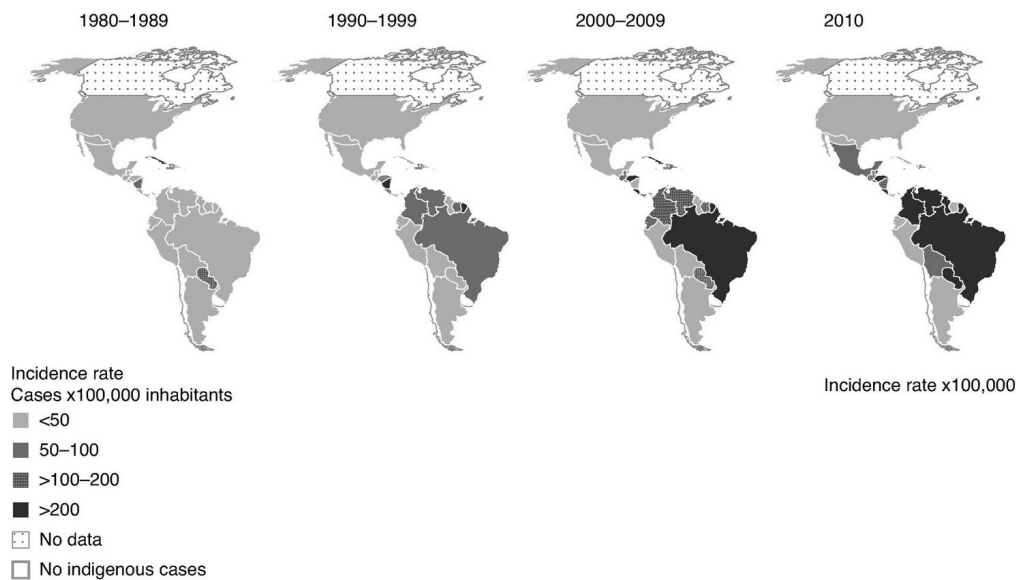 1980–1989
1990–1999
2000–2009
2010
Incidence rate
Cases x100,000 inhabitants
<50
50–100
>100–200
>200
No data
No indigenous cases
Incidence rate x100,000